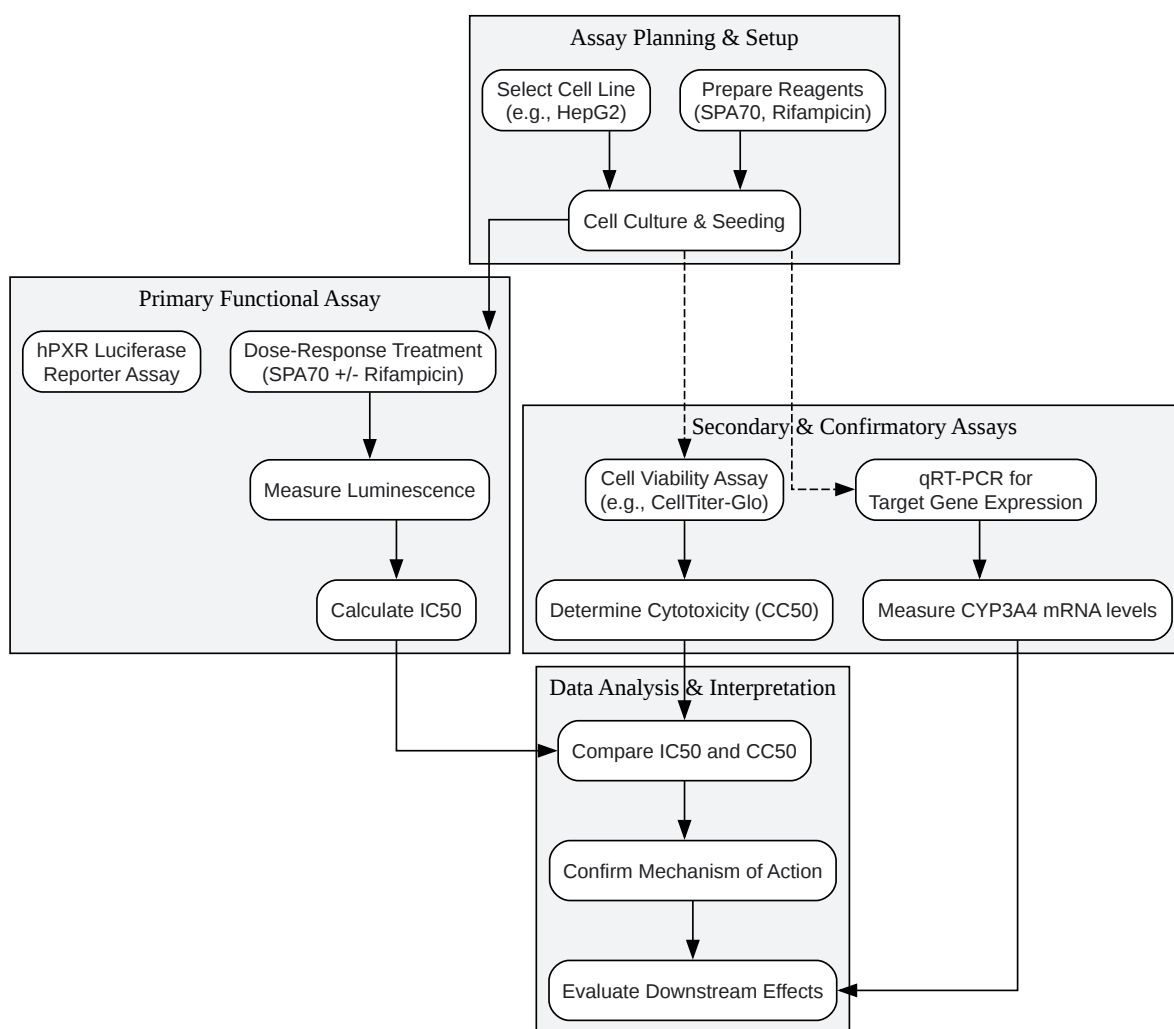 Assay Planning & Setup
Select Cell Line
(e.g., HepG2)
Prepare Reagents
(SPA70, Rifampicin)
Cell Culture & Seeding
Primary Functional Assay
hPXR Luciferase
Reporter Assay
Dose-Response Treatment
(SPA70 +/- Rifampicin)
Measure Luminescence
Calculate IC50
Secondary & Confirmatory Assays
Cell Viability Assay
(e.g., CellTiter-Glo)
qRT-PCR for
Target Gene Expression
Determine Cytotoxicity (CC50)
Measure CYP3A4 mRNA levels
Data Analysis & Interpretation
Compare IC50 and CC50
Confirm Mechanism of Action
Evaluate Downstream Effects